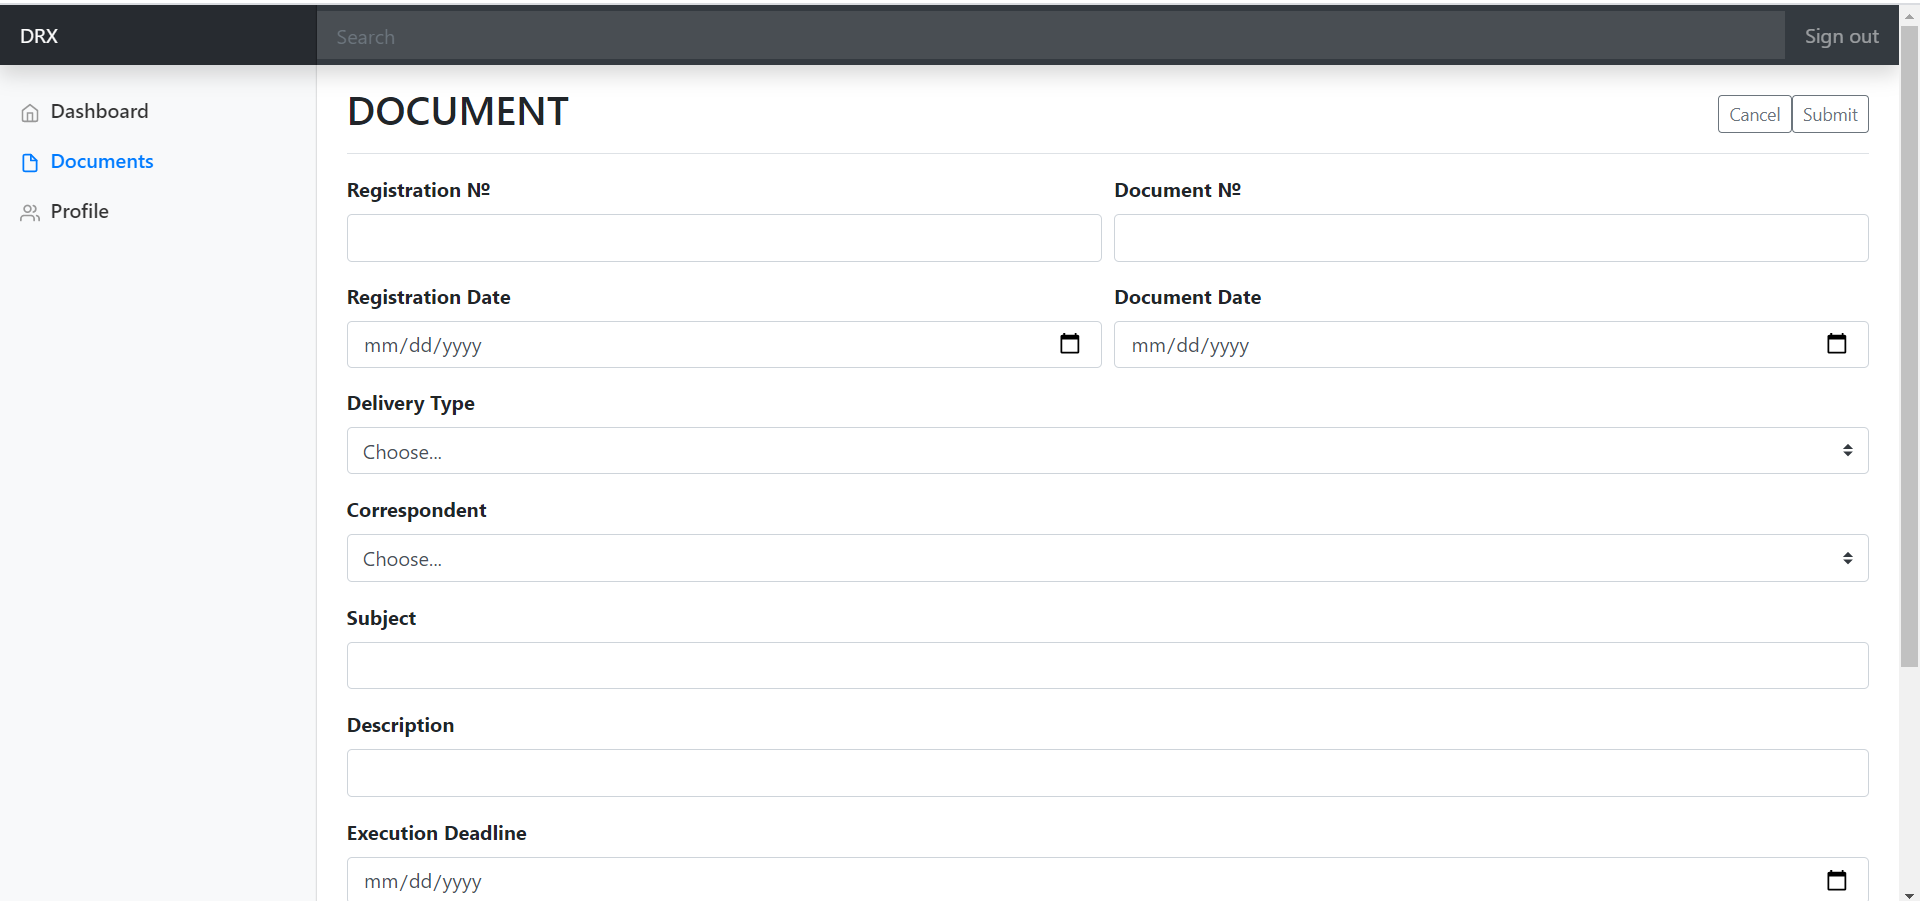 DRX
Search
Sign out
Dashboard
Documents
Profile
DOCUMENT
Cancel
Submit
Registration Nº
Document Nº
Registration Date
Document Date
mm/dd/yyyy
mm/dd/yyyy
Delivery Type
Choose...
Correspondent
Choose...
Subject
Description
Execution Deadline
mm/dd/yyyy